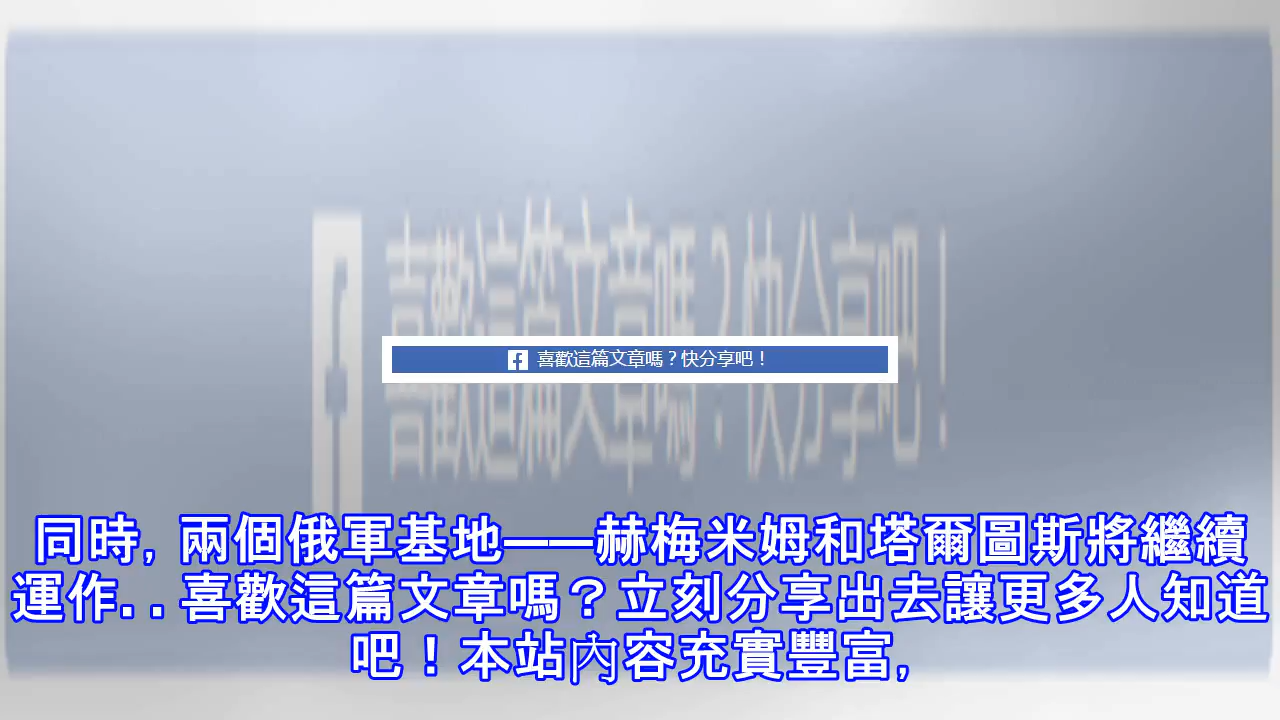 喜歡這篇文章嗎？快分享吧！
喜歡這篇文章嗎？快分享吧！
同時, 兩個俄軍基地——赫梅米姆和塔爾圖斯將繼續
運作..喜歡這篇文章嗎？立刻分享出去讓更多人知道
吧！本站內容充實豐富,